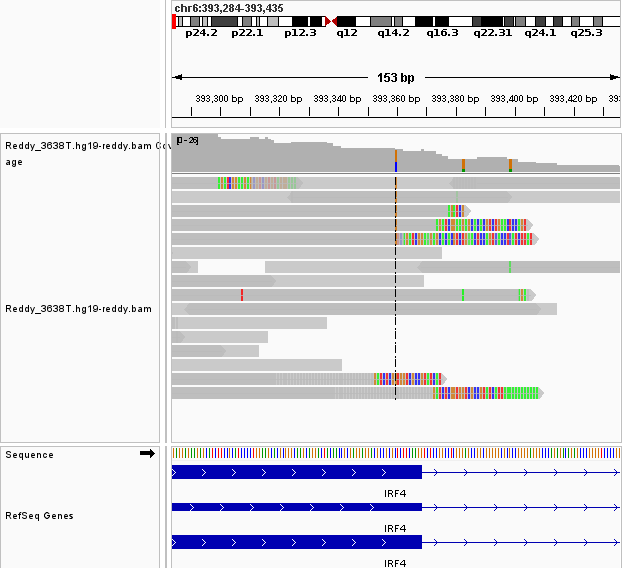 chr6:393,284-393,435
p24.2 p22.1 p12.3 q12 q14.2 q16.3 q22.31 q24.1 q25.3
153 bp
393,300 bp 393,320 bp 393,340 bp 393,360 bp 393,380 bp 393,400 bp 393,420 bp
Reddy_3638T.hg19-reddy.bam Cov
age
[0-26]
Reddy_3638T.hg19-reddy.bam
Sequence
IRF4
RefSeq Genes
IRF4
IRF4